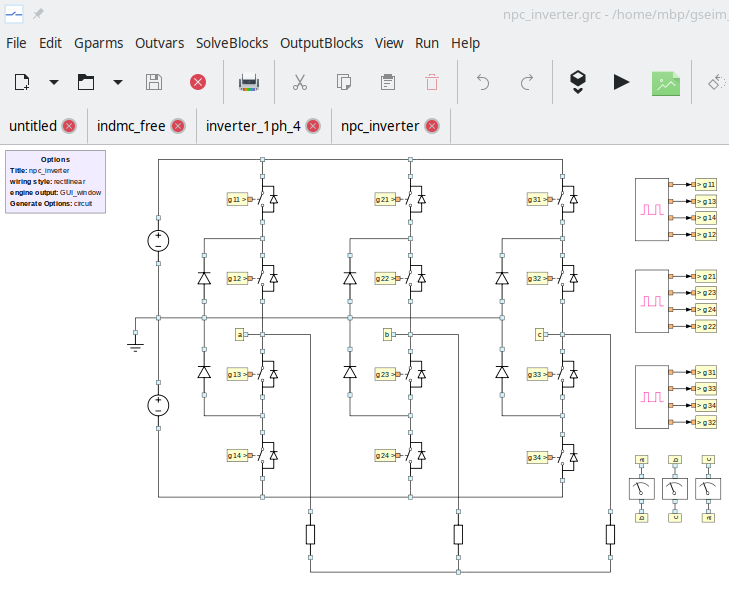 npc_inverter.grc - /home/mbp/gseim
File Edit Gparms Outvars SolveBlocks OutputBlocks View Run Help
untitled indmc_free inverter_1ph_4 npc_inverter
Options
Title: npc_inverter
wiring style: rectilinear
engine output: GUI_window
Generate Options: circuit
g11 > g21 > g31 >
g12 > g22 > g32 >
a b c
g13 > g23 > g33 >
g14 > g24 > g34 >
> g11
> g13
> g14
> g12
> g21
> g23
> g24
> g22
> g31
> g33
> g34
> g32
a b c
b c a